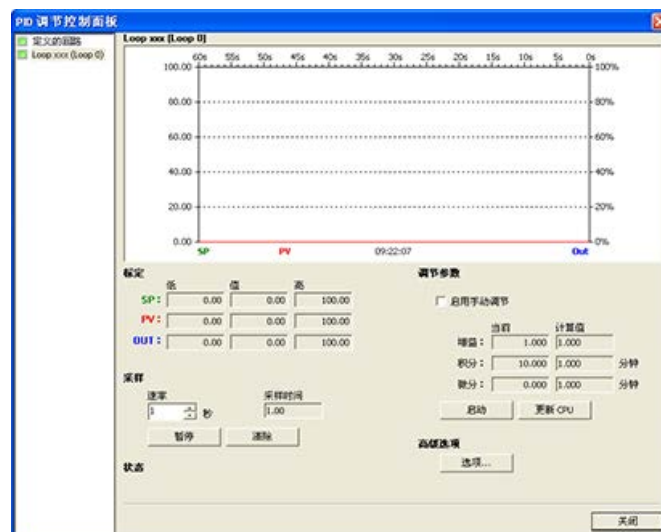 PID 调节控制面板
定义的回路
Loop xxx (Loop 0)
Loop xxx [Loop 0]
60s 55s 50s 45s 40s 35s 30s 25s 20s 15s 10s 5s 0s
100.00 100%
80.00 80%
60.00 60%
40.00 40%
20.00 20%
0.00 0%
SP PV 09:22:07 Out
标定
低 值 高
SP: 0.00 0.00 100.00
PV: 0.00 0.00 100.00
OUT: 0.00 0.00 100.00
采样
速率 采样时间
1 秒 1.00
暂停 清除
状态
调节参数
启用手动调节
当前 计算值
增益: 1.000 1.000
积分: 10.000 1.000 分钟
微分: 0.000 1.000 分钟
启动 更新 CPU
高级选项
选项...
关闭